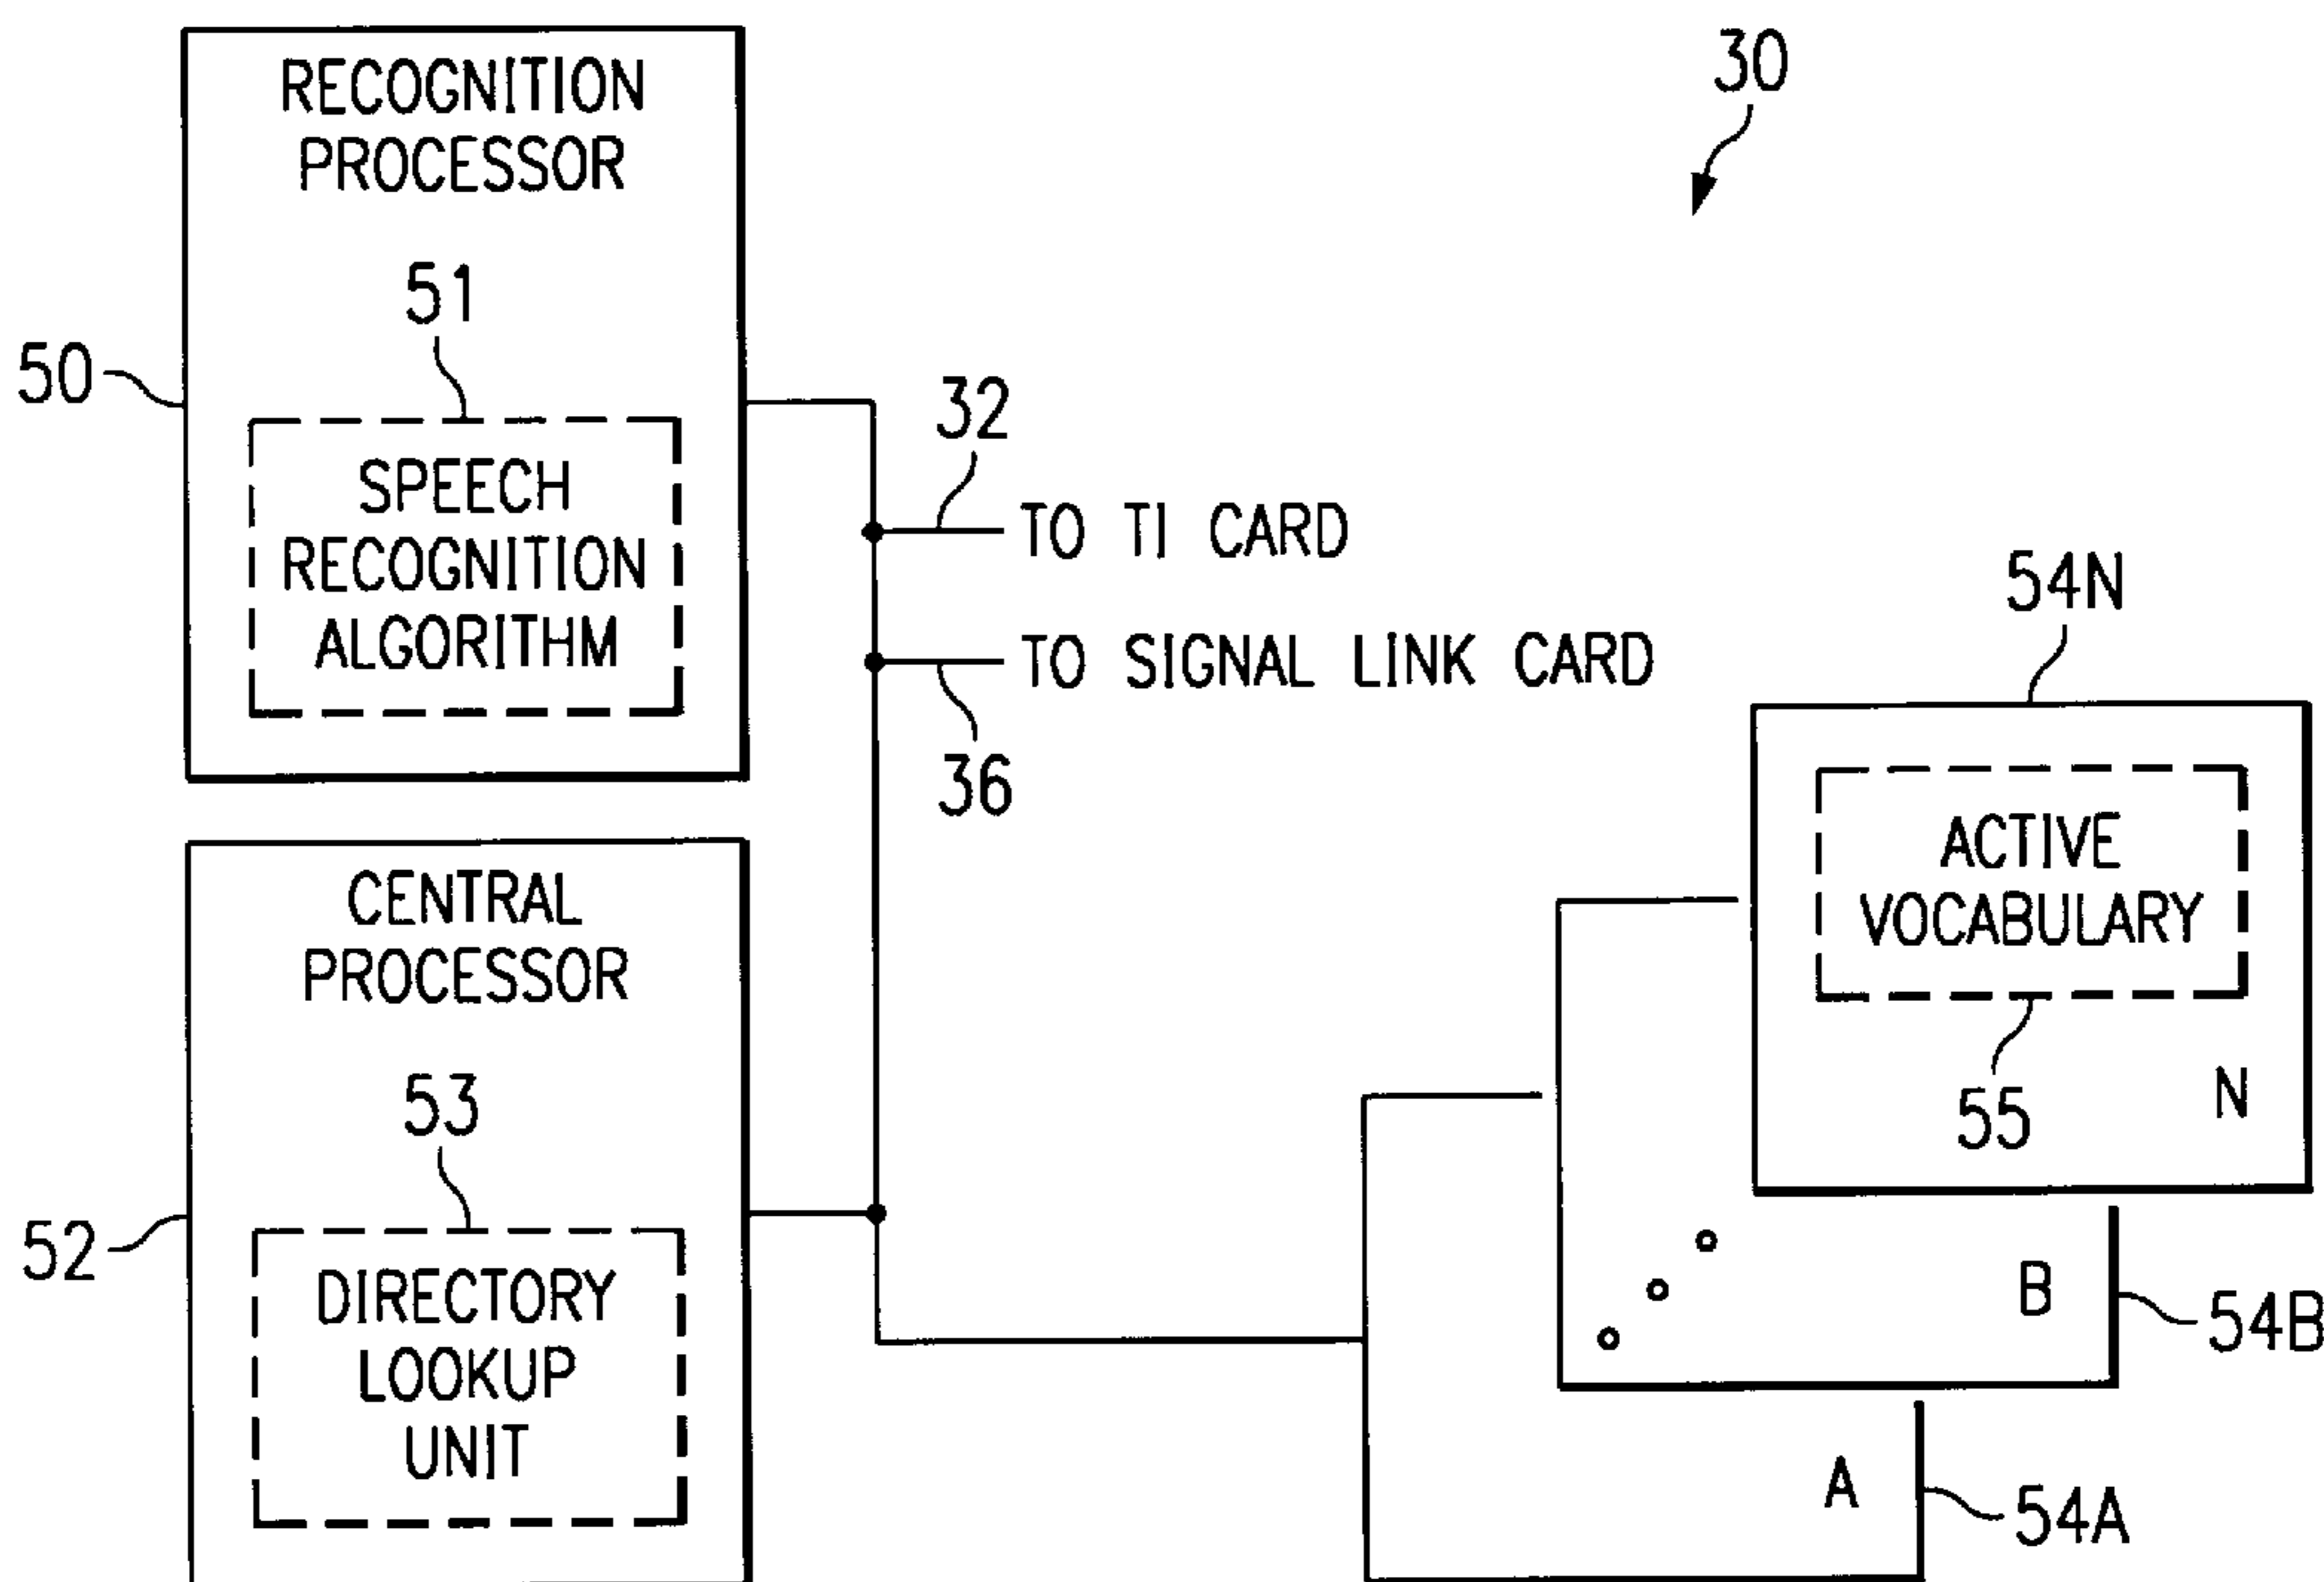 30
RECOGNITION
PROCESSOR
51
50
SPEECH
RECOGNITION
ALGORITHM
32
TO TI CARD
TO SIGNAL LINK CARD
36
54N
ACTIVE
VOCABULARY
55
N
CENTRAL
PROCESSOR
53
52
DIRECTORY
LOOKUP
UNIT
B
54B
A
54A